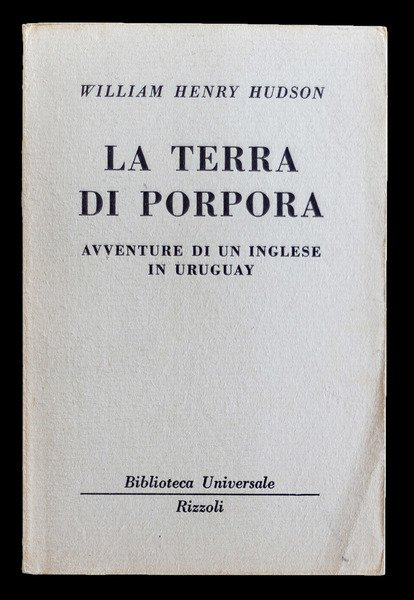 WILLIAM HENRY HUDSON
LA TERRA
DI PORPORA
AVVENTURE DI UN INGLESE
IN URUGUAY
Biblioteca Universale
Rizzoli